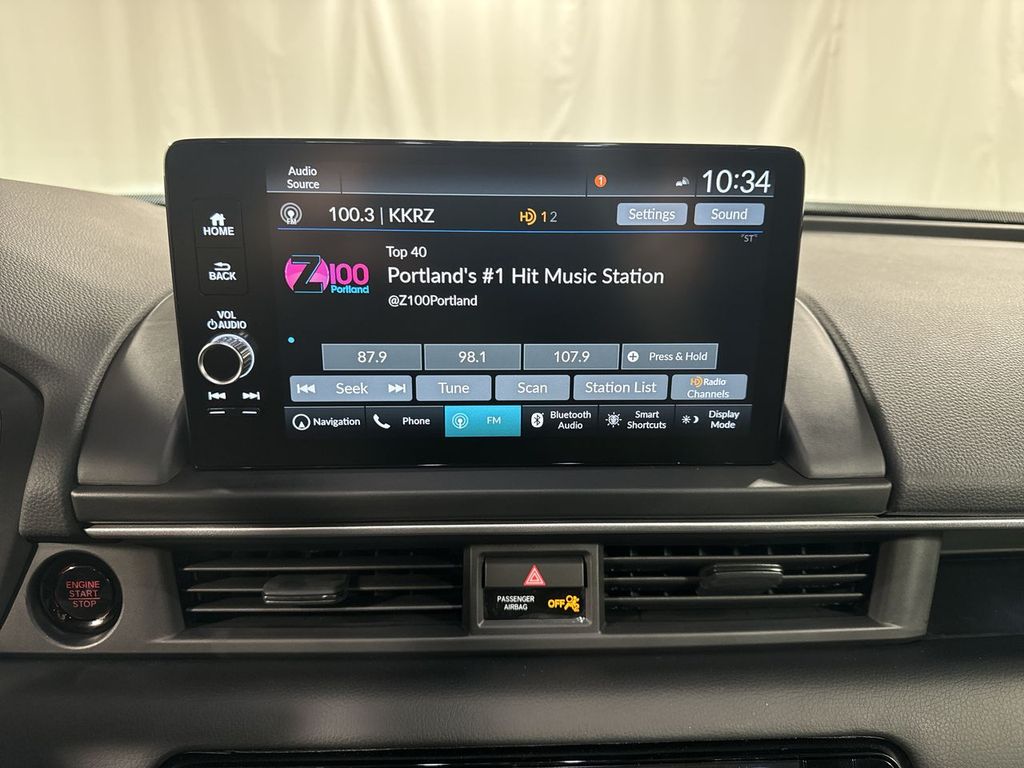 Audio
Source
1
10:34
HOME
FM
100.3 | KKRZ
HD 1 2
Settings
Sound
"ST"
BACK
Z100
Portland
Top 40
Portland's #1 Hit Music Station
@Z100Portland
VOL
AUDIO
87.9
98.1
107.9
Press & Hold
Seek
Tune
Scan
Station List
HD Radio
Channels
Navigation
Phone
FM
Bluetooth
Audio
Smart
Shortcuts
Display
Mode
ENGINE
START
STOP
PASSENGER
AIRBAG
OFF